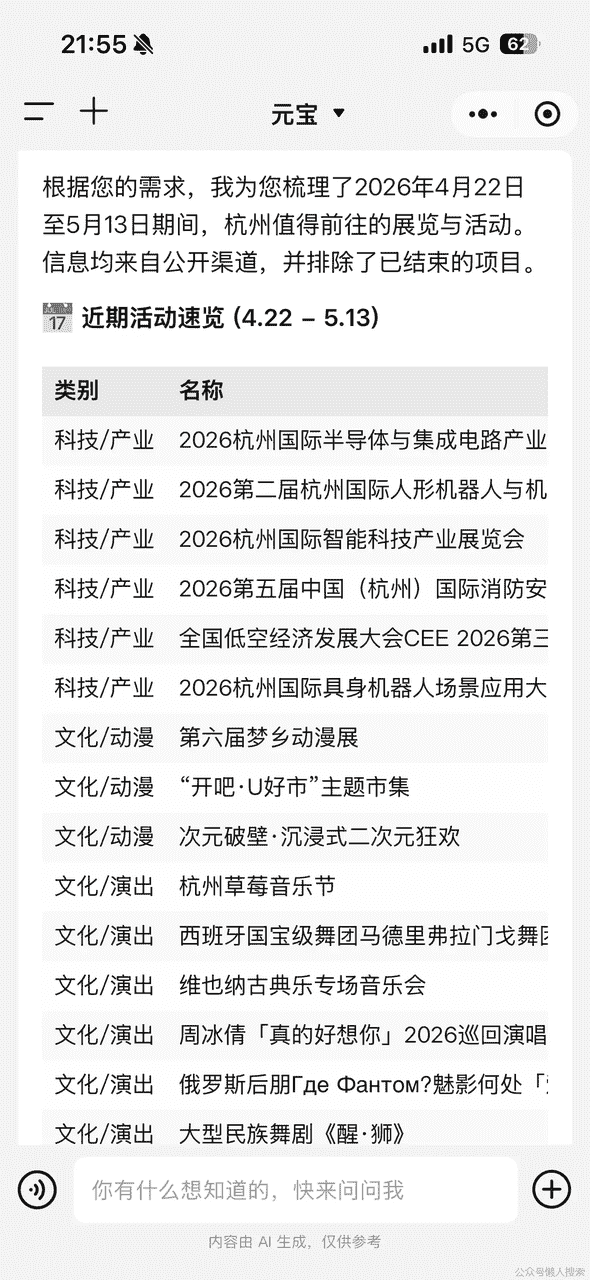 21:55 5G 62
元宝
根据您的需求，我为您梳理了2026年4月22日
至5月13日期间，杭州值得前往的展览与活动。
信息均来自公开渠道，并排除了已结束的项目。
17 近期活动速览 (4.22 – 5.13)
类别 名称
科技/产业 2026杭州国际半导体与集成电路产业
科技/产业 2026第二届杭州国际人形机器人与机
科技/产业 2026杭州国际智能科技产业展览会
科技/产业 2026第五届中国（杭州）国际消防安
科技/产业 全国低空经济发展大会CEE 2026第三
科技/产业 2026杭州国际具身机器人场景应用大
文化/动漫 第六届梦乡动漫展
文化/动漫 “开吧·U好市”主题市集
文化/动漫 次元破壁·沉浸式二次元狂欢
文化/演出 杭州草莓音乐节
文化/演出 西班牙国宝级舞团马德里弗拉门戈舞团
文化/演出 维也纳古典乐专场音乐会
文化/演出 周冰倩「真的好想你」2026巡回演唱
文化/演出 俄罗斯后朋Где Фантом?魅影何处「
文化/演出 大型民族舞剧《醒·狮》
你有什么想知道的，快来问问我
内容由 AI 生成，仅供参考
公众号懒人搜索